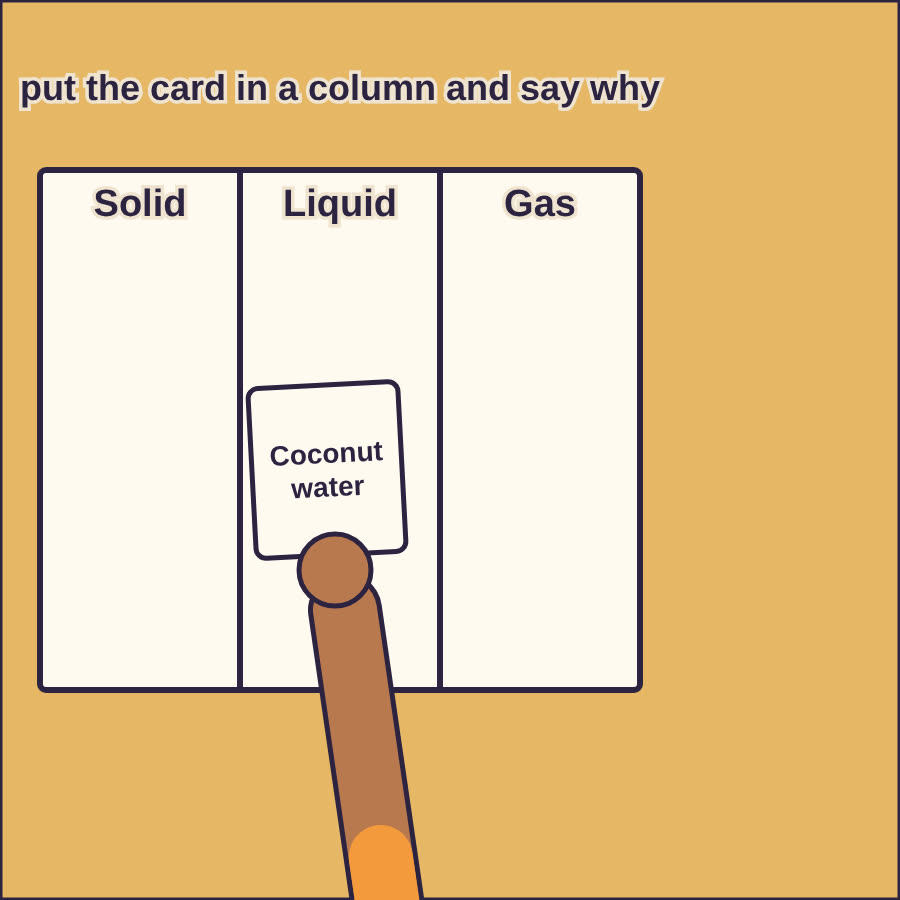 put the card in a column and say why
Solid
Liquid
Gas
Coconut
water